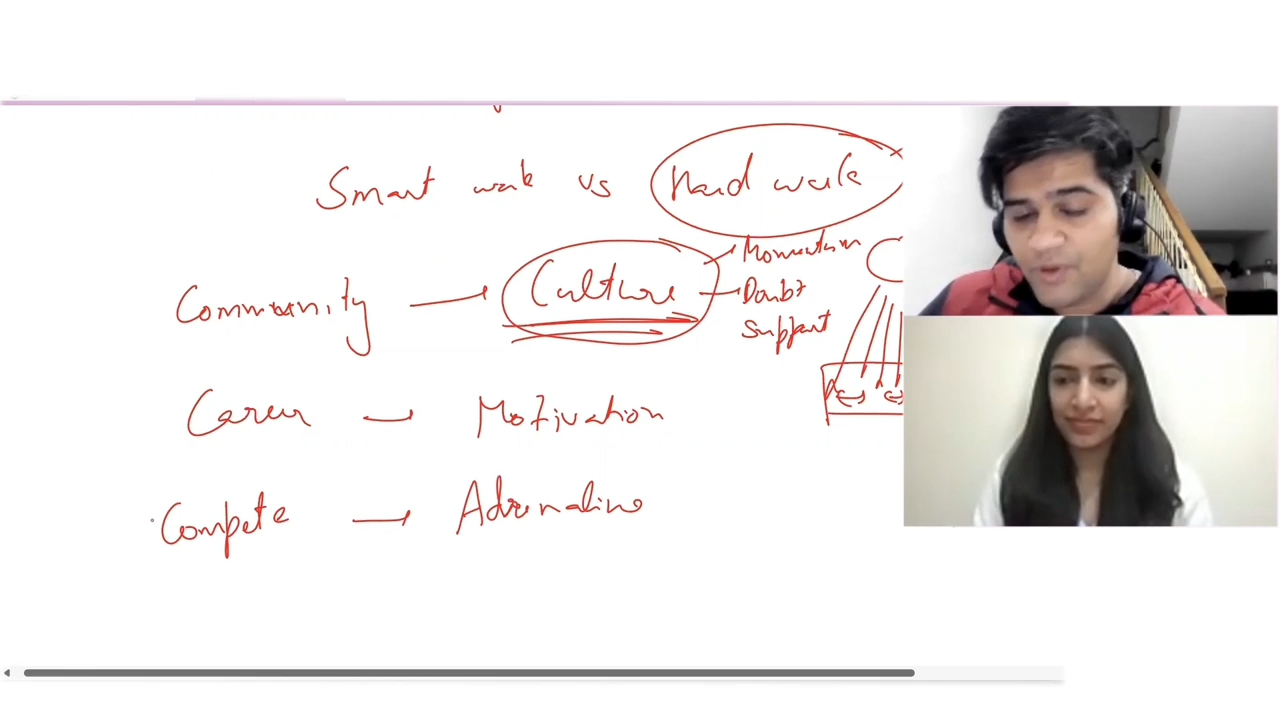 Smart work vs Hard work
Community → Culture → Momentum
→ Doubt
support
Career → Motivation
Compete → Adrenaline